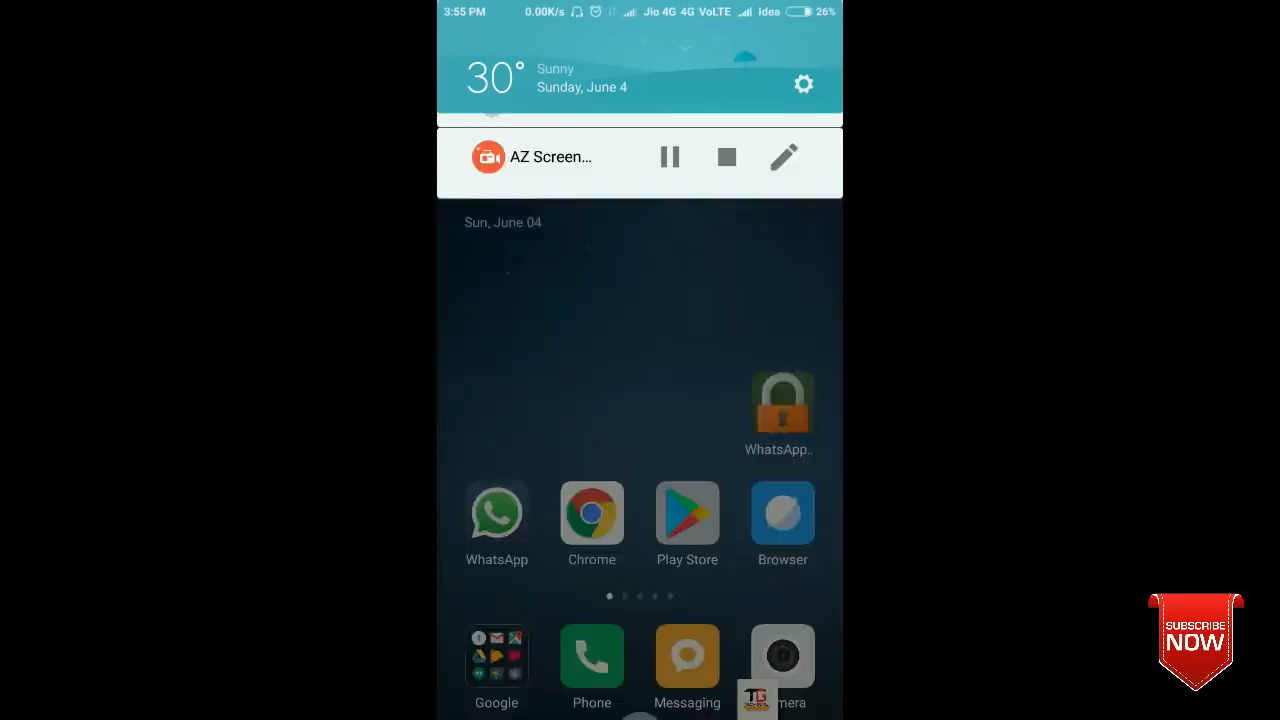 3:55 PM 0.00K/s Jio 4G 4G VoLTE Idea 26%
30° Sunny
Sunday, June 4
AZ Screen...
Sun, June 04
WhatsApp..
WhatsApp Chrome Play Store Browser
SUBSCRIBE
NOW
TG
Google Phone Messaging mera